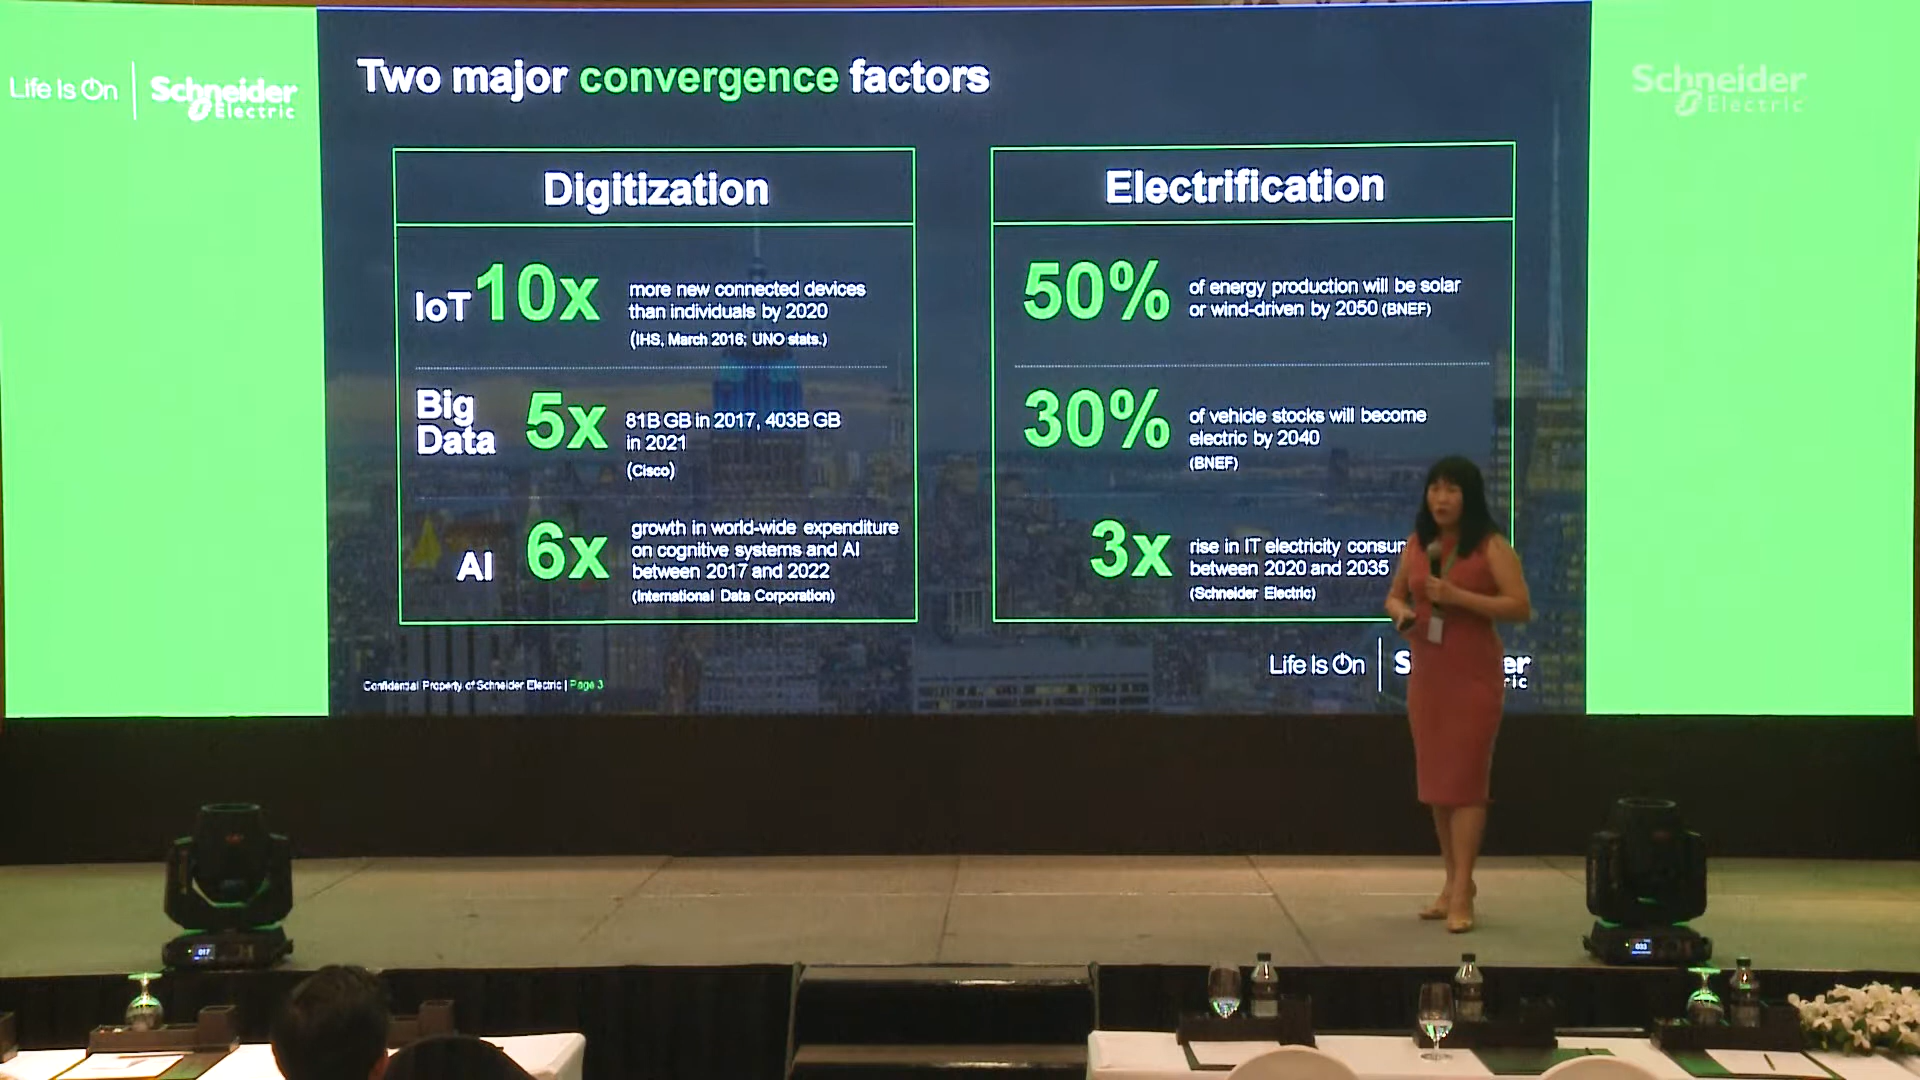 Life Is On
Schneider
Electric
Two major convergence factors
Schneider
Electric
Digitization
IoT 10x
more new connected devices
than individuals by 2020
(IHS, March 2016; UNO stats.)
Big
Data
5x
81B GB in 2017, 403B GB
in 2021
(Cisco)
AI
6x
growth in world-wide expenditure
on cognitive systems and AI
between 2017 and 2022
(International Data Corporation)
Electrification
50%
of energy production will be solar
or wind-driven by 2050 (BNEF)
30%
of vehicle stocks will become
electric by 2040
(BNEF)
3x
rise in IT electricity consu
between 2020 and 2035
(Schneider Electric)
Confidential Property of Schneider Electric | Page 3
Life Is On
S er
ric
017
033